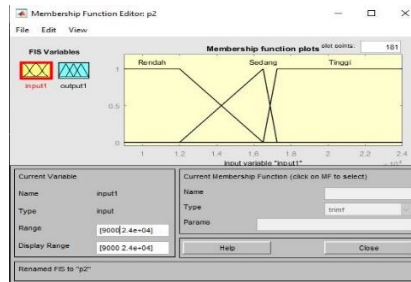 Membership Function Editor: p2
File Edit View
FIS Variables
input1 output1
Membership function plots plot points: 181
Rendah Sedang Tinggi
1
0.5
0
1 1.2 1.4 1.6 1.8 2 2.2 2.4
input variable "input1"
×10⁴
Current Variable
Name input1
Type input
Range [9000 2.4e+04]
Display Range [9000 2.4e+04]
Current Membership Function (click on MF to select)
Name
Type trimf
Params
Help Close
Renamed FIS to "p2"